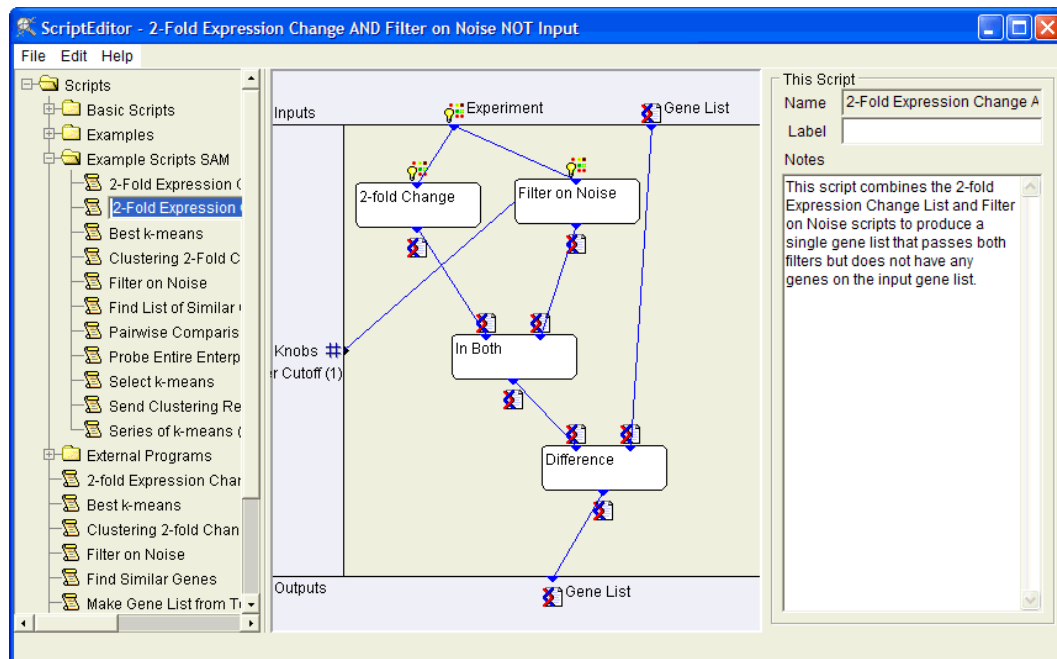 ScriptEditor - 2-Fold Expression Change AND Filter on Noise NOT Input
File Edit Help
Scripts
Basic Scripts
Examples
Example Scripts SAM
2-Fold Expression (
2-Fold Expression (
Best k-means
Clustering 2-Fold C
Filter on Noise
Find List of Similar (
Pairwise Comparis
Probe Entire Enterp
Select k-means
Send Clustering Re
Series of k-means (
External Programs
2-fold Expression Char
Best k-means
Clustering 2-fold Chan
Filter on Noise
Find Similar Genes
Make Gene List from T
Inputs
Experiment
Gene List
2-fold Change
Filter on Noise
Knobs
r Cutoff (1)
In Both
Difference
Outputs
Gene List
This Script
Name 2-Fold Expression Change A
Label
Notes
This script combines the 2-fold
Expression Change List and Filter
on Noise scripts to produce a
single gene list that passes both
filters but does not have any
genes on the input gene list.